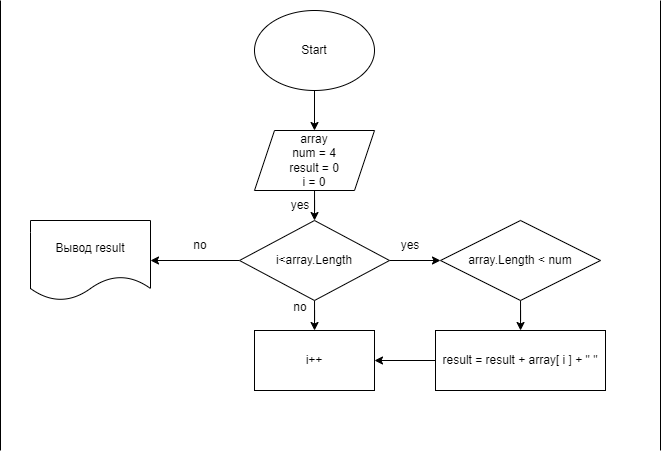 Start
array
num = 4
result = 0
i = 0
yes
Вывод result
no
i<array.Length
yes
array.Length < num
no
i++
result = result + array[ i ] + " "